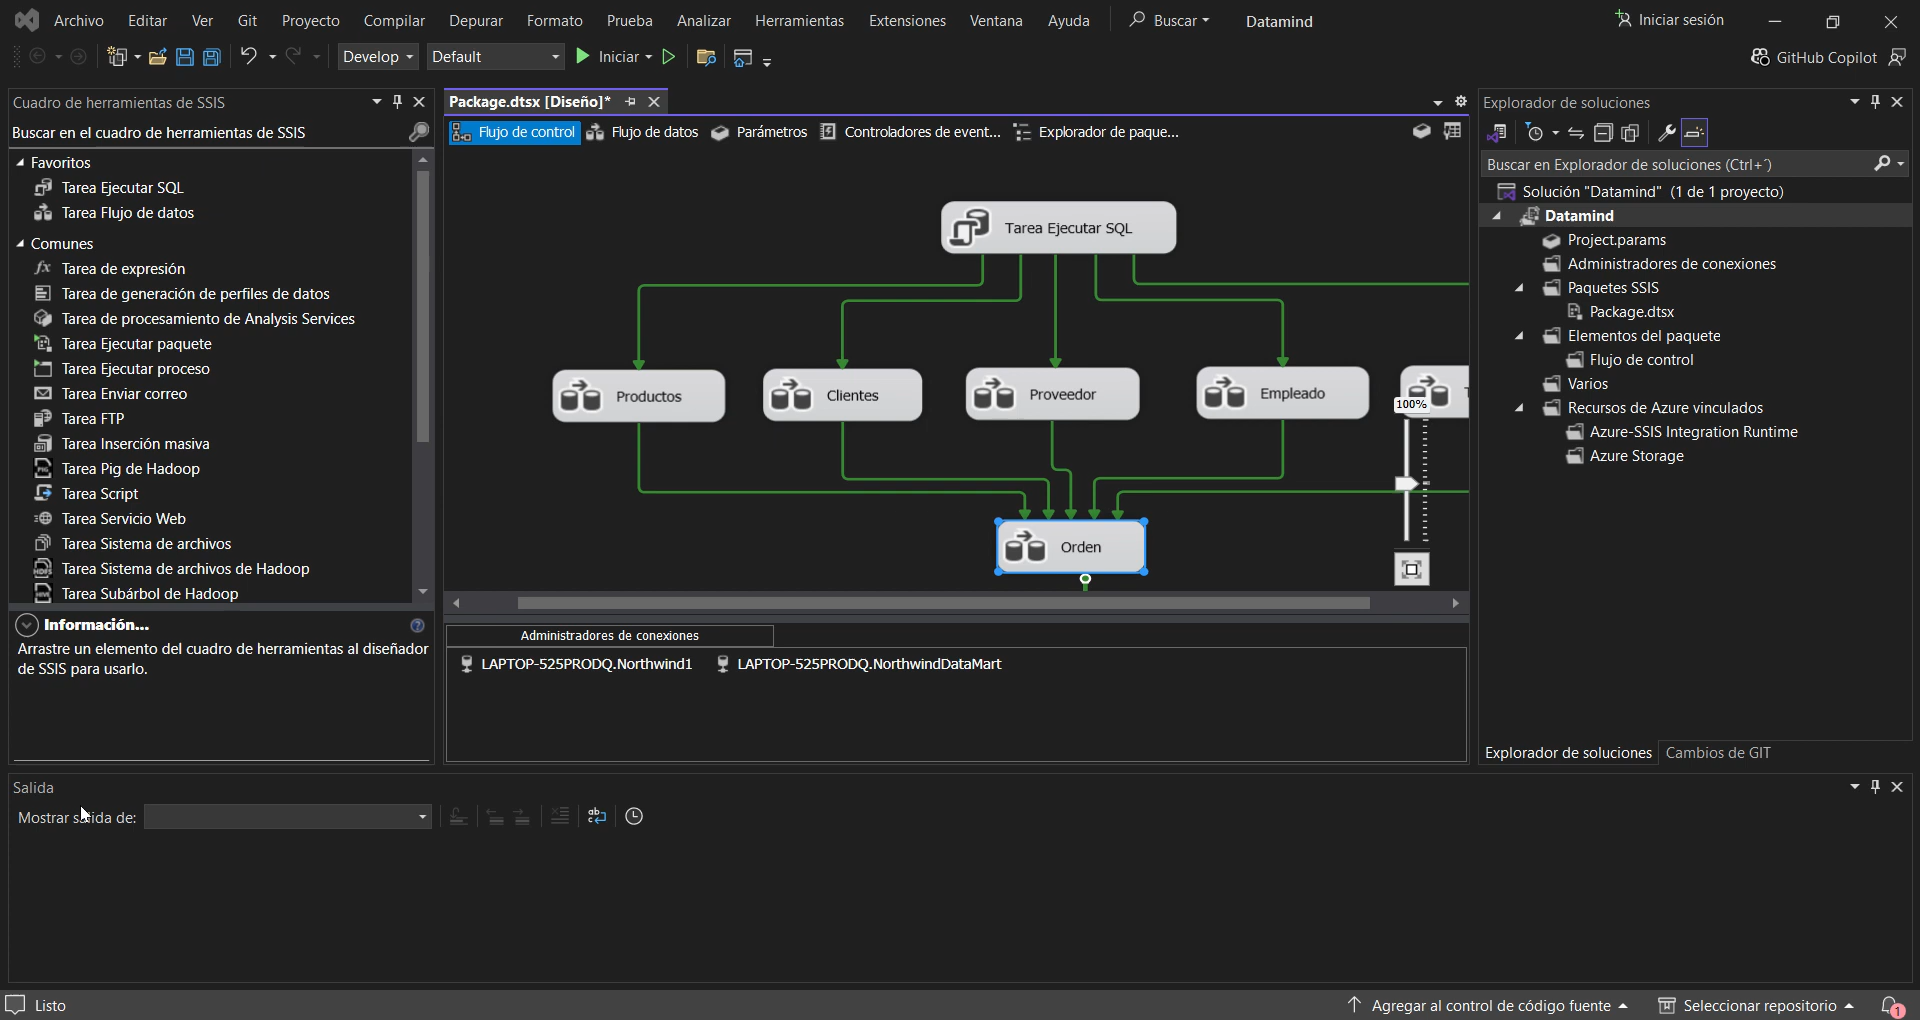 Archivo Editar Ver Git Proyecto Compilar Depurar Formato Prueba Analizar Herramientas Extensiones Ventana Ayuda Buscar Datamind Iniciar sesión
Develop Default Iniciar GitHub Copilot
Cuadro de herramientas de SSIS
Buscar en el cuadro de herramientas de SSIS
Favoritos
Tarea Ejecutar SQL
Tarea Flujo de datos
Comunes
Tarea de expresión
Tarea de generación de perfiles de datos
Tarea de procesamiento de Analysis Services
Tarea Ejecutar paquete
Tarea Ejecutar proceso
Tarea Enviar correo
Tarea FTP
Tarea Inserción masiva
Tarea Pig de Hadoop
Tarea Script
Tarea Servicio Web
Tarea Sistema de archivos
Tarea Sistema de archivos de Hadoop
Tarea Subárbol de Hadoop
Información...
Arrastre un elemento del cuadro de herramientas al diseñador
de SSIS para usarlo.
Package.dtsx [Diseño]*
Flujo de control Flujo de datos Parámetros Controladores de event... Explorador de paque...
Tarea Ejecutar SQL
Productos Clientes Proveedor Empleado
100%
Orden
Administradores de conexiones
LAPTOP-525PRODQ.Northwind1 LAPTOP-525PRODQ.NorthwindDataMart
Explorador de soluciones
Buscar en Explorador de soluciones (Ctrl+´)
Solución "Datamind" (1 de 1 proyecto)
Datamind
Project.params
Administradores de conexiones
Paquetes SSIS
Package.dtsx
Elementos del paquete
Flujo de control
Varios
Recursos de Azure vinculados
Azure-SSIS Integration Runtime
Azure Storage
Explorador de soluciones Cambios de GIT
Salida
Mostrar salida de:
Listo Agregar al control de código fuente Seleccionar repositorio 1